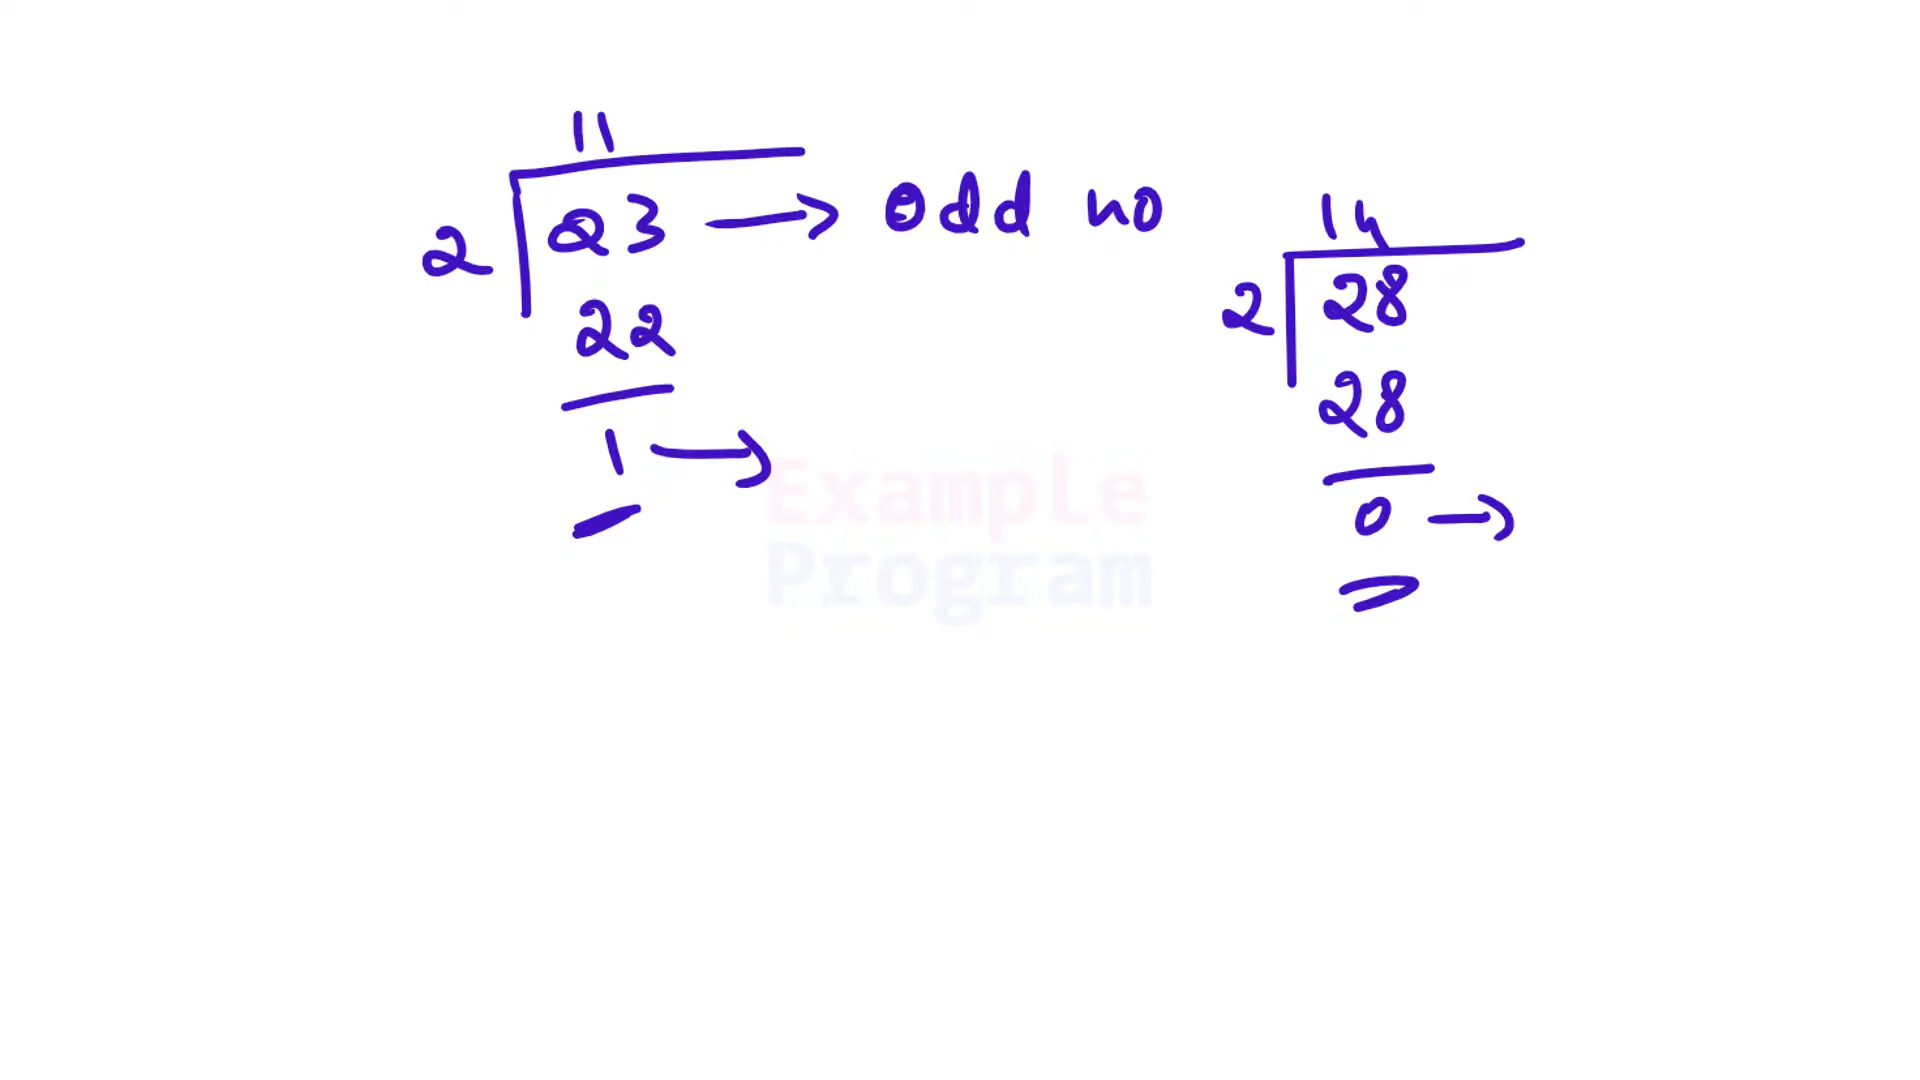 11
2 23 → Odd no
22
1 →
14
2 28
28
0 →
Example
Program